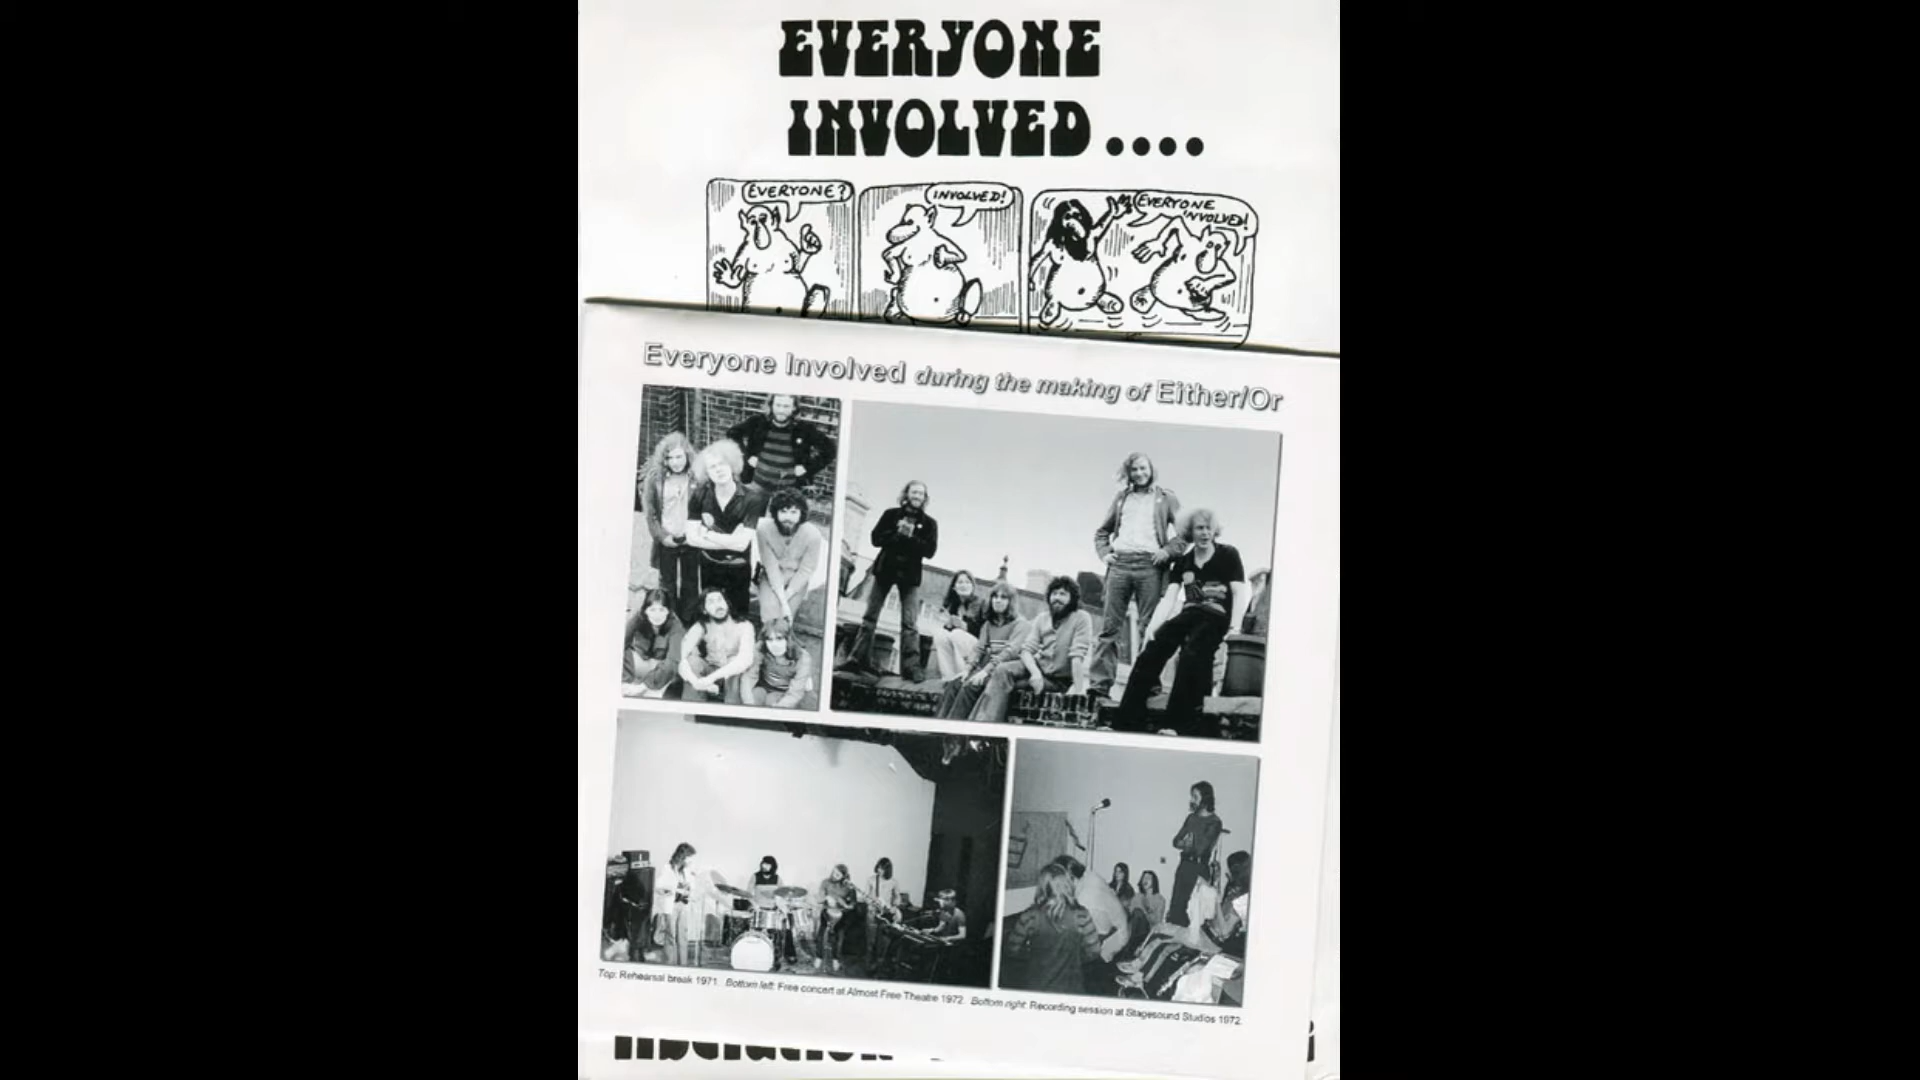 EVERYONE
INVOLVED....
EVERYONE?
INVOLVED!
EVERYONE
INVOLVED!
Everyone Involved during the making of Either/Or
Top: Rehearsal break 1971. Bottom left: Free concert at Almost Free Theatre 1972. Bottom right: Recording session at Stagesound Studios 1972.